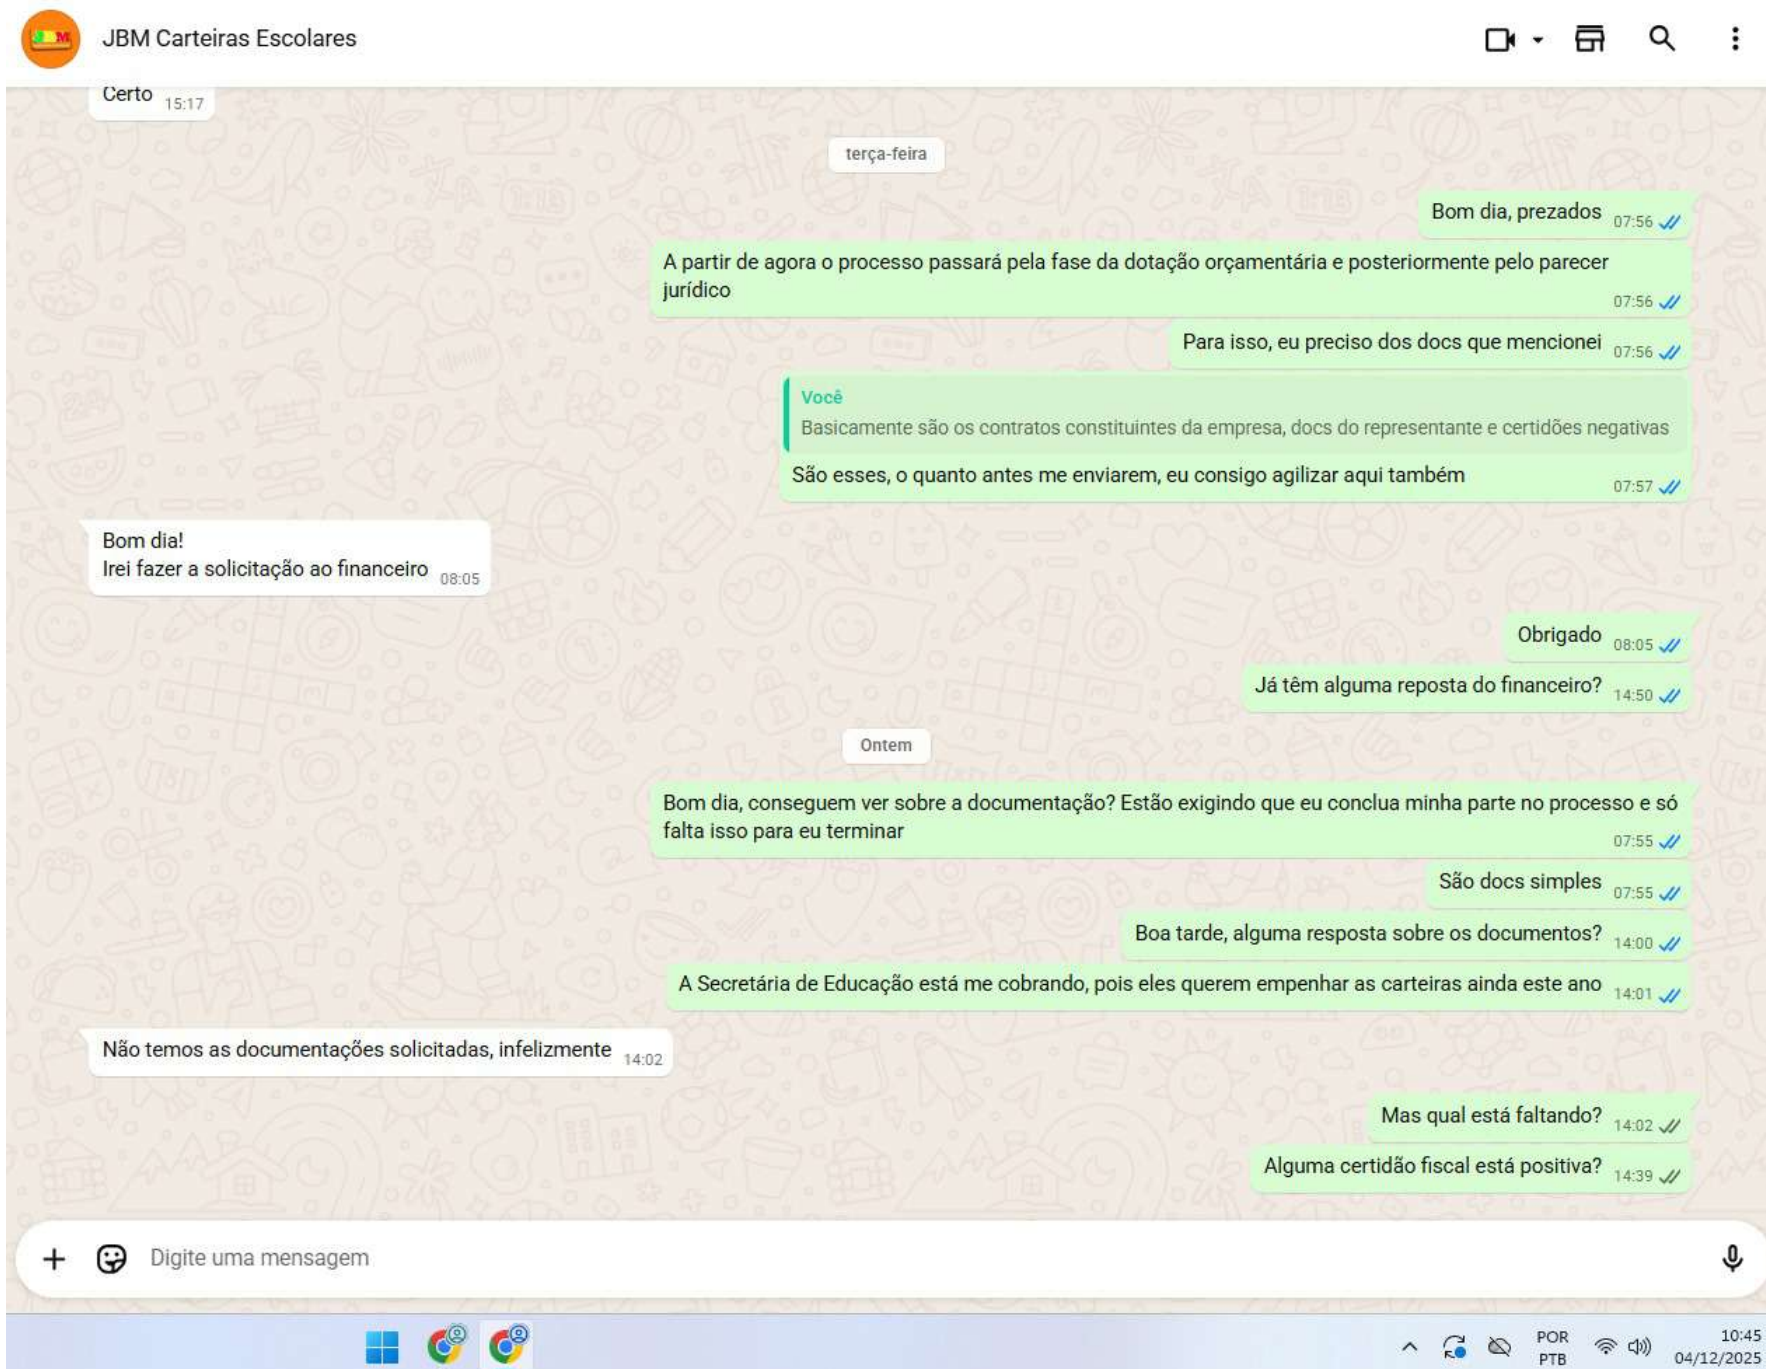 JBM
JBM Carteiras Escolares
Certo 15:17
terça-feira
Bom dia, prezados 07:56
A partir de agora o processo passará pela fase da dotação orçamentária e posteriormente pelo parecer
jurídico
07:56
Para isso, eu preciso dos docs que mencionei 07:56
Você
Basicamente são os contratos constituintes da empresa, docs do representante e certidões negativas
São esses, o quanto antes me enviarem, eu consigo agilizar aqui também
07:57
Bom dia!
Irei fazer a solicitação ao financeiro 08:05
Obrigado 08:05
Já têm alguma reposta do financeiro? 14:50
Ontem
Bom dia, conseguem ver sobre a documentação? Estão exigindo que eu conclua minha parte no processo e só
falta isso para eu terminar
07:55
São docs simples 07:55
Boa tarde, alguma resposta sobre os documentos? 14:00
A Secretária de Educação está me cobrando, pois eles querem empenhar as carteiras ainda este ano 14:01
Não temos as documentações solicitadas, infelizmente 14:02
Mas qual está faltando? 14:02
Alguma certidão fiscal está positiva? 14:39
Digite uma mensagem
POR
PTB
10:45
04/12/2025